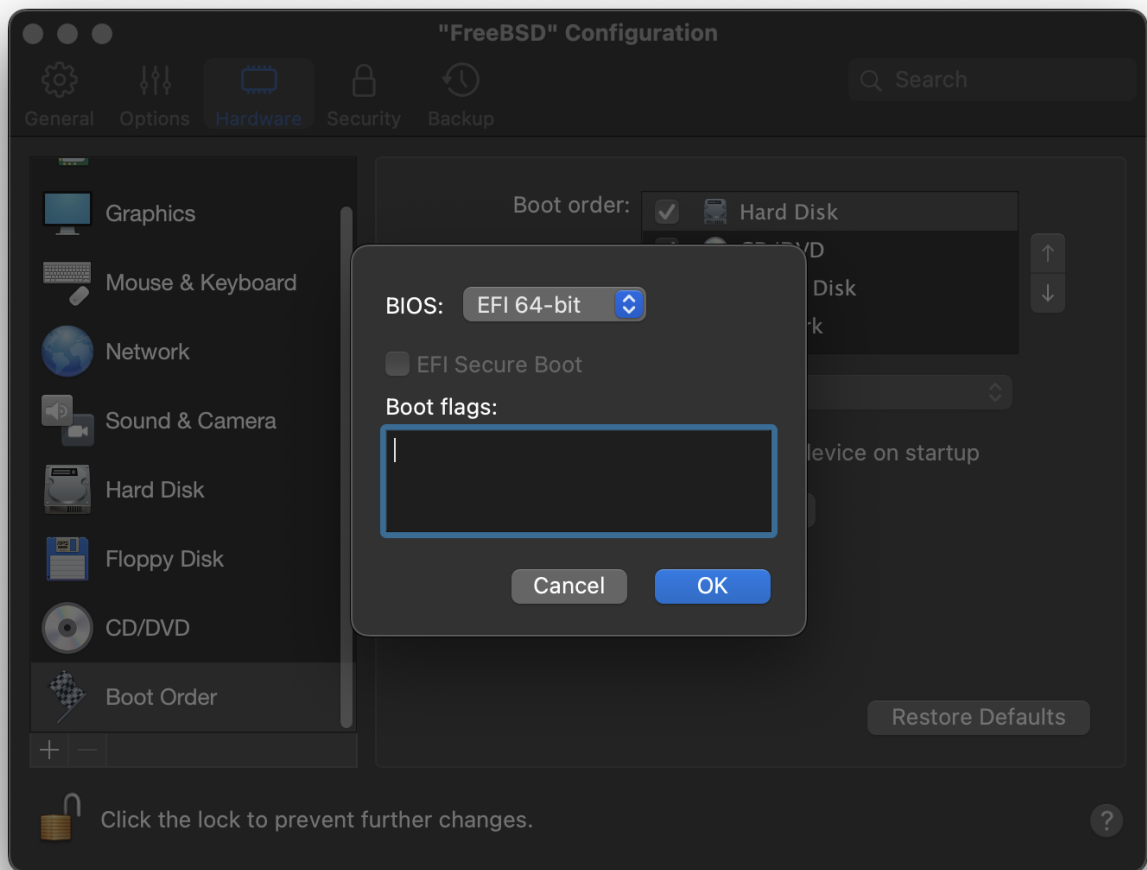 "FreeBSD" Configuration
General
Options
Hardware
Security
Backup
Search
Graphics
Mouse & Keyboard
Network
Sound & Camera
Hard Disk
Floppy Disk
CD/DVD
Boot Order
Boot order:
Hard Disk
CD/DVD
Disk
device on startup
BIOS:
EFI 64-bit
EFI Secure Boot
Boot flags:
Cancel
OK
Restore Defaults
Click the lock to prevent further changes.
?